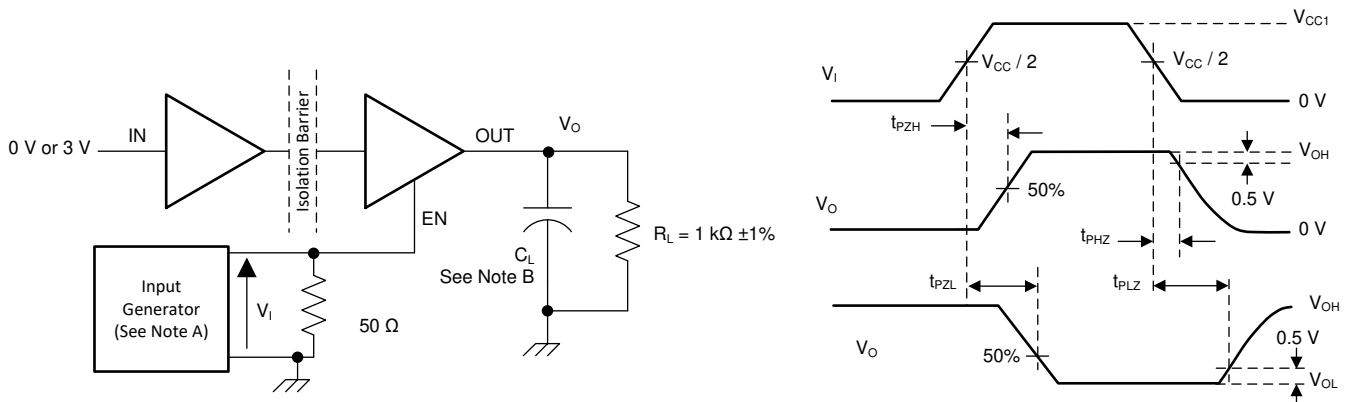 0 V or 3 V
IN
Isolation Barrier
OUT
VO
EN
CL
See Note B
RL = 1 kΩ ±1%
Input
Generator
(See Note A)
VI
50 Ω
VCC1
VI
VCC / 2
VCC / 2
0 V
tPZH
VOH
50%
0.5 V
VO
tPHZ
0 V
tPZL
tPLZ
VOH
0.5 V
VO
50%
VOL